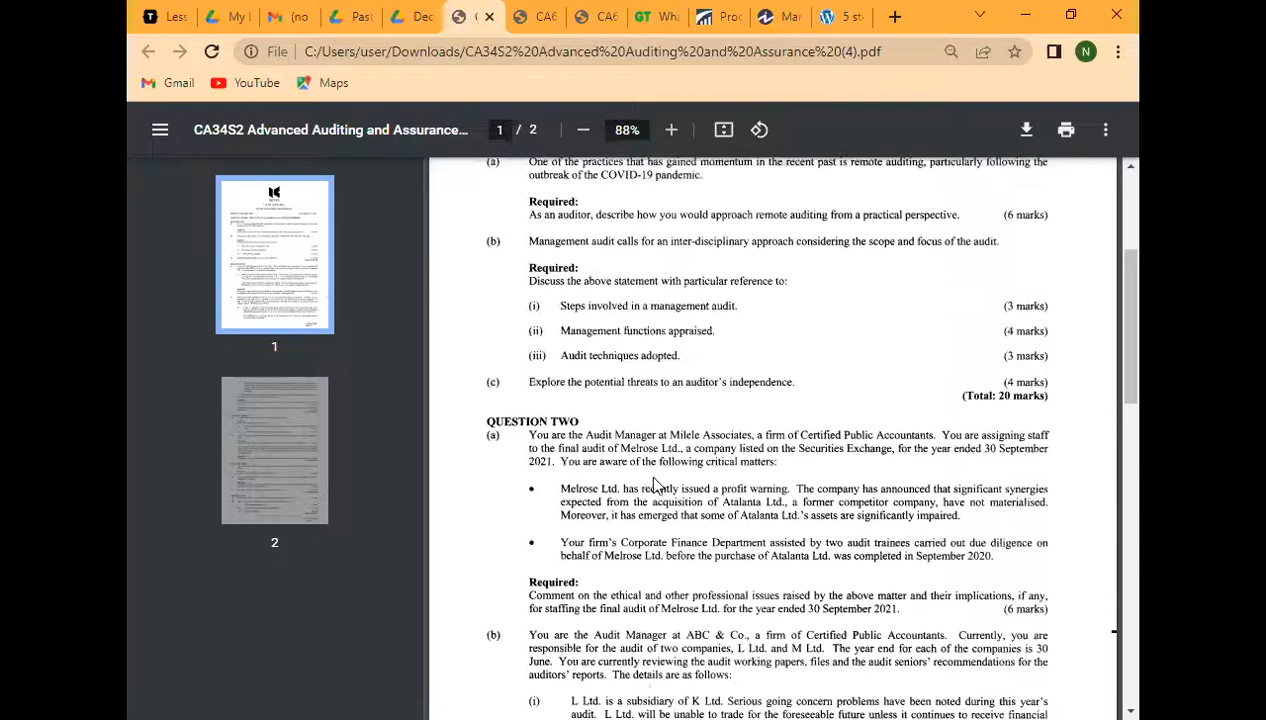 Less
My I
(no
Past
Dec
C
CA6
CA6
GT
Wha
Proc
Mar
5 st
File
C:/Users/user/Downloads/CA34S2%20Advanced%20Auditing%20and%20Assurance%20(4).pdf
N
Gmail
YouTube
Maps
CA34S2 Advanced Auditing and Assurance...
1 / 2
88%
1
2
(a) One of the practices that has gained momentum in the recent past is remote auditing, particularly following the
outbreak of the COVID-19 pandemic.
Required:
As an auditor, describe how you would approach remote auditing from a practical perspective. (6 marks)
(b) Management audit calls for an inter-disciplinary approach considering the scope and focus of the audit.
Required:
Discuss the above statement with particular reference to:
(i) Steps involved in a management audit. (3 marks)
(ii) Management functions appraised. (4 marks)
(iii) Audit techniques adopted. (3 marks)
(c) Explore the potential threats to an auditor's independence. (4 marks)
(Total: 20 marks)
QUESTION TWO
(a) You are the Audit Manager at Milele Associates, a firm of Certified Public Accountants. You are assigning staff
to the final audit of Melrose Ltd., a company listed on the Securities Exchange, for the year ended 30 September
2021. You are aware of the following critical matters:
• Melrose Ltd. has recently issued a profit warning. The company has announced that significant synergies
expected from the acquisition of Atalanta Ltd., a former competitor company, have not materialised.
Moreover, it has emerged that some of Atalanta Ltd.'s assets are significantly impaired.
• Your firm's Corporate Finance Department assisted by two audit trainees carried out due diligence on
behalf of Melrose Ltd. before the purchase of Atalanta Ltd. was completed in September 2020.
Required:
Comment on the ethical and other professional issues raised by the above matter and their implications, if any,
for staffing the final audit of Melrose Ltd. for the year ended 30 September 2021. (6 marks)
(b) You are the Audit Manager at ABC & Co., a firm of Certified Public Accountants. Currently, you are
responsible for the audit of two companies, L Ltd. and M Ltd. The year end for each of the companies is 30
June. You are currently reviewing the audit working papers, files and the audit seniors' recommendations for the
auditors' reports. The details are as follows:
(i) L Ltd. is a subsidiary of K Ltd. Serious going concern problems have been noted during this year's
audit. L Ltd. will be unable to trade for the foreseeable future unless it continues to receive financial